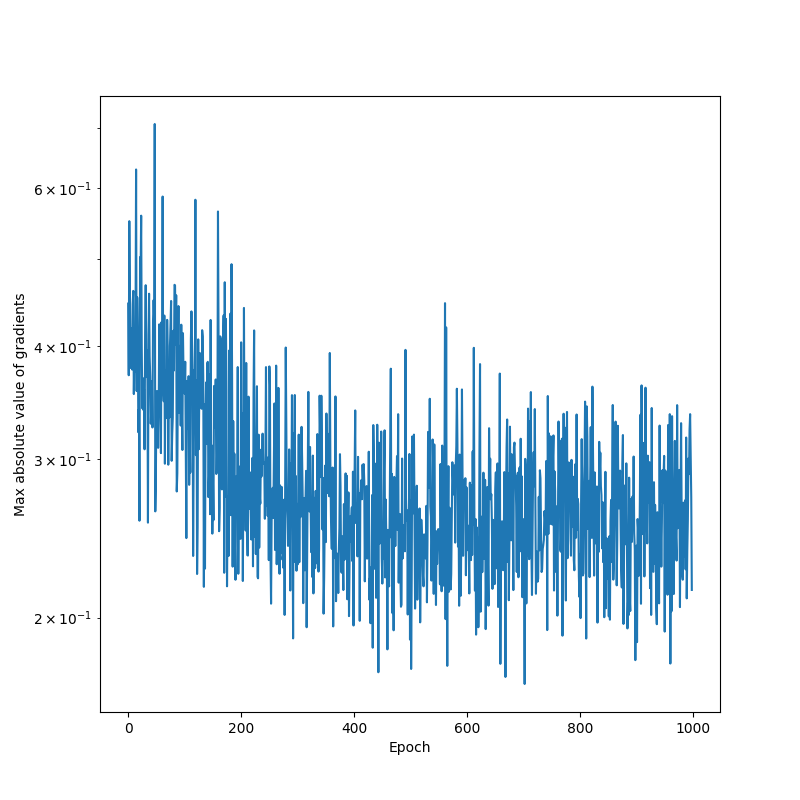 Max absolute value of gradients
6 × 10⁻¹
4 × 10⁻¹
3 × 10⁻¹
2 × 10⁻¹
0 200 400 600 800 1000
Epoch